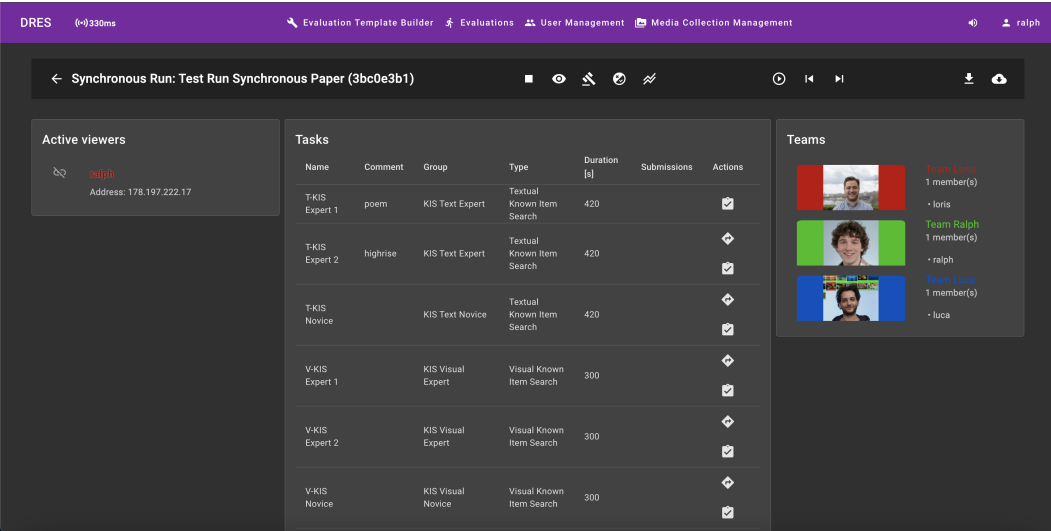 DRES 330ms Evaluation Template Builder Evaluations User Management Media Collection Management ralph
Synchronous Run: Test Run Synchronous Paper (3bc0e3b1)
Active viewers
ralph
Address: 178.197.222.17
Tasks
Name Comment Group Type Duration [s] Submissions Actions
T-KIS Expert 1 poem KIS Text Expert Textual Known Item Search 420
T-KIS Expert 2 highrise KIS Text Expert Textual Known Item Search 420
T-KIS Novice KIS Text Novice Textual Known Item Search 420
V-KIS Expert 1 KIS Visual Expert Visual Known Item Search 300
V-KIS Expert 2 KIS Visual Expert Visual Known Item Search 300
V-KIS Novice KIS Visual Novice Visual Known Item Search 300
Teams
Team Loris
1 member(s)
• loris
Team Ralph
1 member(s)
• ralph
Team Luca
1 member(s)
• luca